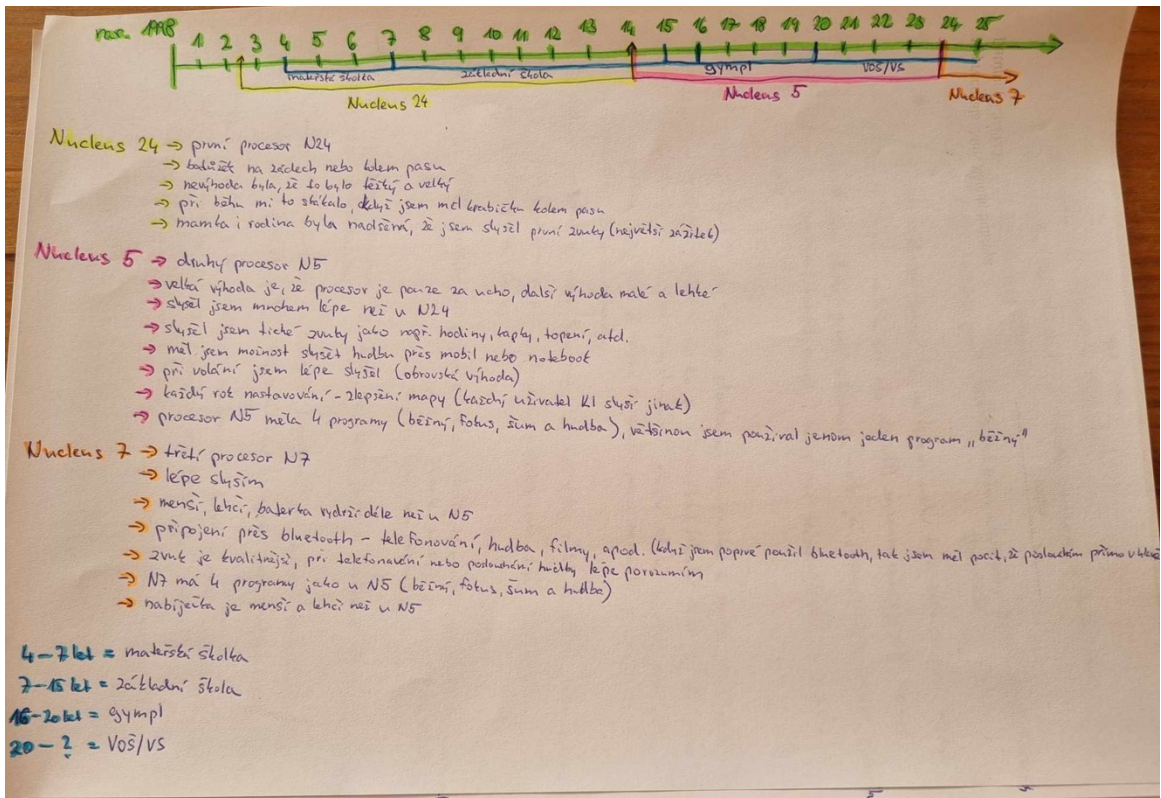 nar. 1998 1 2 3 4 5 6 7 8 9 10 11 12 13 14 15 16 17 18 19 20 21 22 23 24 25
mateřská školka základní škola gympl VOŠ/VŠ
Nucleus 24 Nucleus 5 Nucleus 7
Nucleus 24 → první procesor N24
→ batůžek na zádech nebo kolem pasu
→ nevýhoda byla, že to bylo těžký a velký
→ při běhu mi to skákalo, když jsem měl krabičku kolem pasu
→ mamka i rodina byla nadšená, že jsem slyšel první zvuky (největší zážitek)
Nucleus 5 → druhý procesor N5
→ velká výhoda je, že procesor je pouze za ucho, další výhoda malé a lehké
→ slyšel jsem mnohem lépe než u N24
→ slyšel jsem tiché zvuky jako např. hodiny, kapky, topení, atd.
→ měl jsem možnost slyšet hudbu přes mobil nebo notebook
→ při volání jsem lépe slyšel (obrovská výhoda)
→ každý rok nastavování - zlepšení mapy (každý uživatel KI slyší jinak)
→ procesor N5 měla 4 programy (běžný, fokus, šum a hudba), většinou jsem používal jenom jeden program „běžný"
Nucleus 7 → třetí procesor N7
→ lépe slyším
→ menší, lehčí, baterka vydrží déle než u N5
→ připojení přes bluetooth - telefonování, hudba, filmy, apod. (když jsem poprvé použil bluetooth, tak jsem měl pocit, že poslouchám přímo v hlavě
→ zvuk je kvalitnější, při telefonování nebo poslouchání hudby lépe porozumím
→ N7 má 4 programy jako u N5 (běžný, fokus, šum a hudba)
→ nabíječka je menší a lehčí než u N5
4-7 let = mateřská školka
7-15 let = základní škola
16-20 let = gympl
20 - ? = VOŠ/VŠ